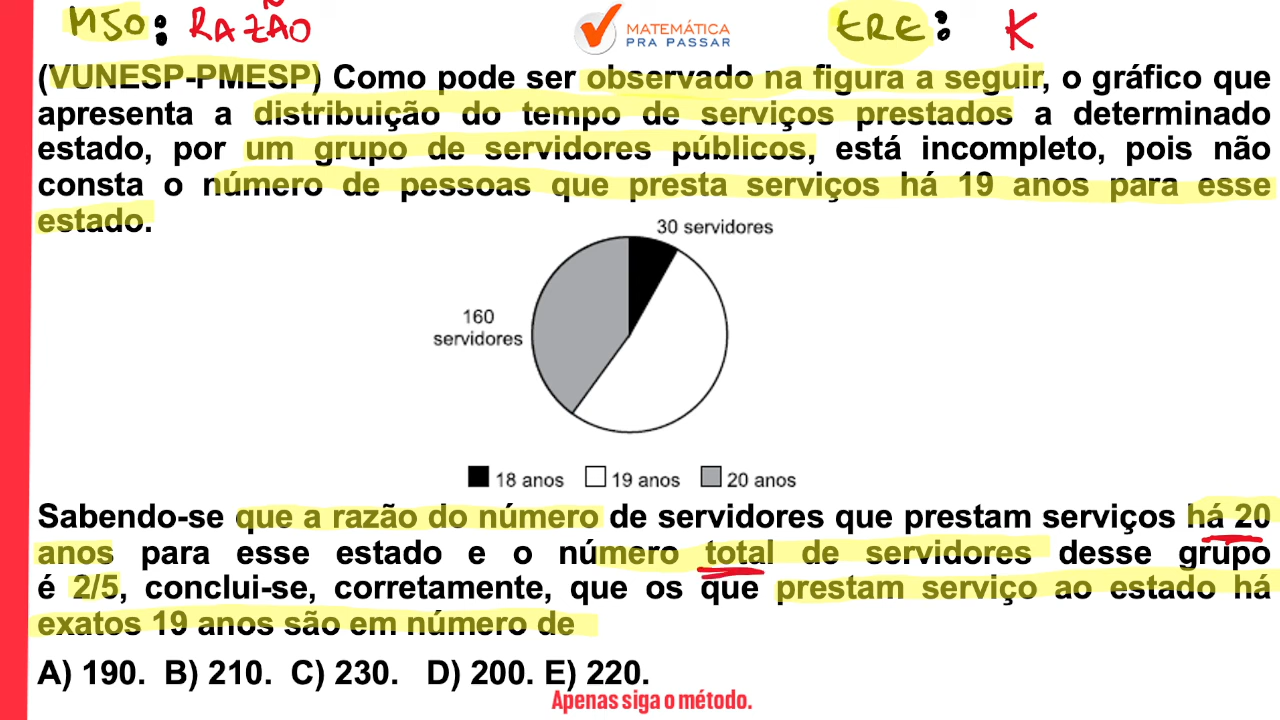 MSO: RAZÃO
MATEMÁTICA
PRA PASSAR
ERE: K
(VUNESP-PMESP) Como pode ser observado na figura a seguir, o gráfico que
apresenta a distribuição do tempo de serviços prestados a determinado
estado, por um grupo de servidores públicos, está incompleto, pois não
consta o número de pessoas que presta serviços há 19 anos para esse
estado.
30 servidores
160
servidores
18 anos 19 anos 20 anos
Sabendo-se que a razão do número de servidores que prestam serviços há 20
anos para esse estado e o número total de servidores desse grupo
é 2/5, conclui-se, corretamente, que os que prestam serviço ao estado há
exatos 19 anos são em número de
A) 190. B) 210. C) 230. D) 200. E) 220.
Apenas siga o método.